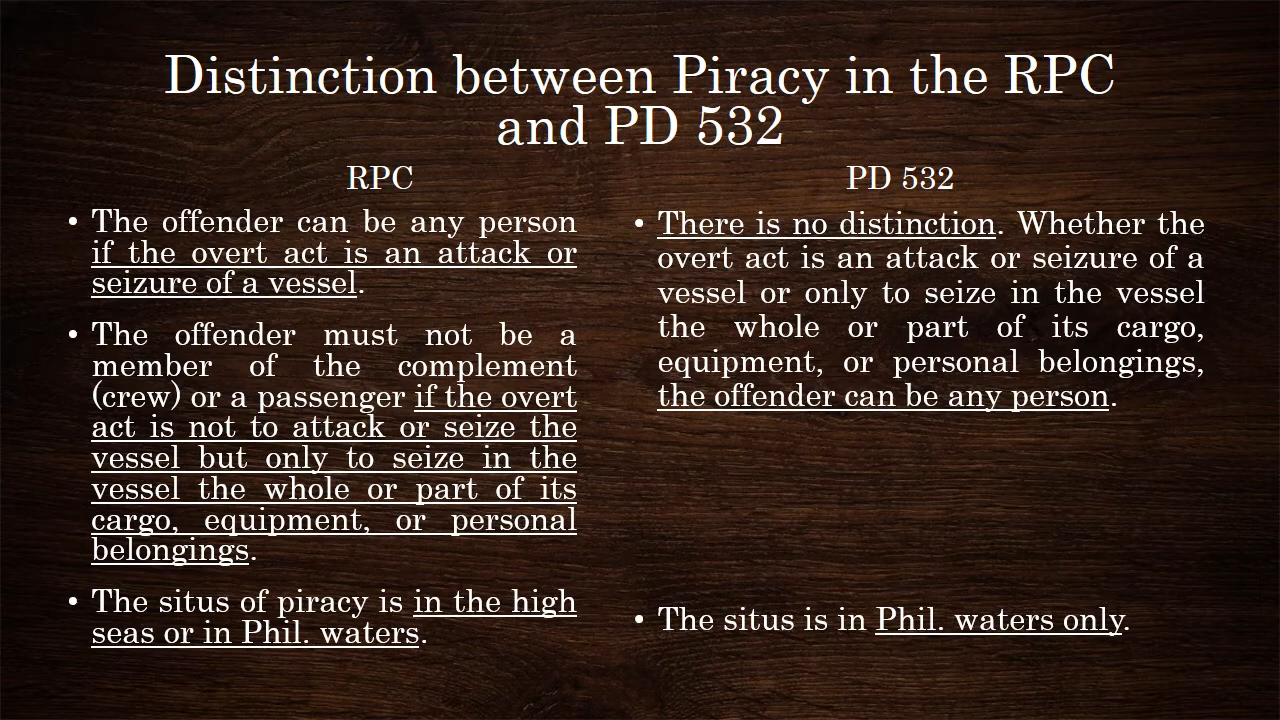 Distinction between Piracy in the RPC
and PD 532
RPC
• The offender can be any person
if the overt act is an attack or
seizure of a vessel.
• The offender must not be a
member of the complement
(crew) or a passenger if the overt
act is not to attack or seize the
vessel but only to seize in the
vessel the whole or part of its
cargo, equipment, or personal
belongings.
• The situs of piracy is in the high
seas or in Phil. waters.
PD 532
• There is no distinction. Whether the
overt act is an attack or seizure of a
vessel or only to seize in the vessel
the whole or part of its cargo,
equipment, or personal belongings,
the offender can be any person.
• The situs is in Phil. waters only.